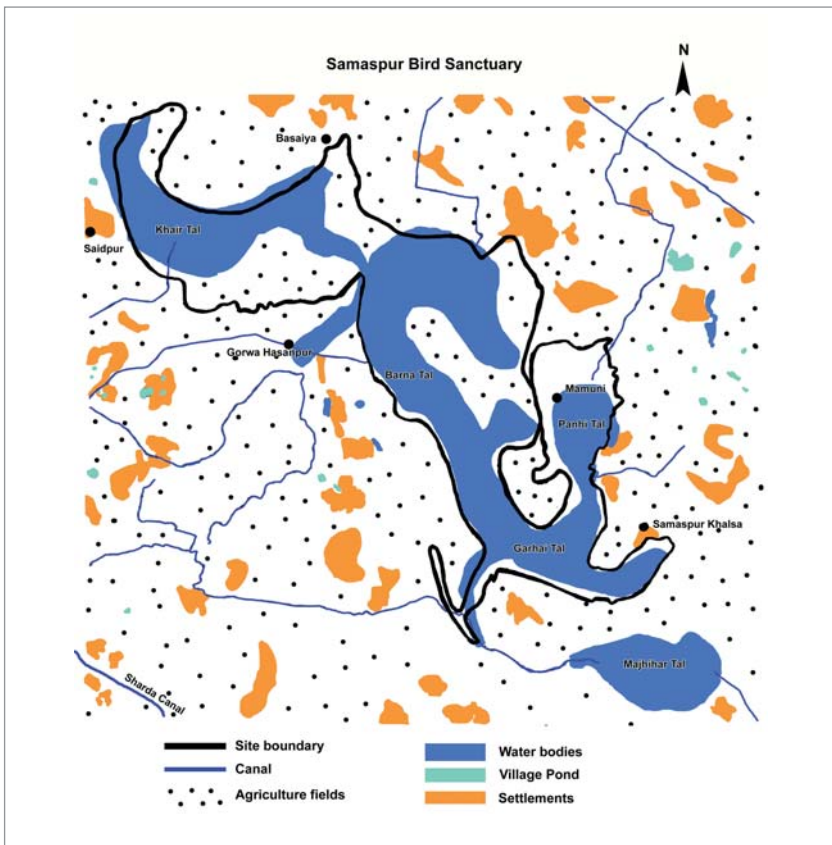 Samaspur Bird Sanctuary
N
Basaiya
Khair Tal
Saidpur
Gorwa Hasanpur
Barna Tal
Mamuni
Panhi Tal
Samaspur Khalsa
Garhai Tal
Majhihar Tal
Sharda Canal
Site boundary
Canal
Agriculture fields
Water bodies
Village Pond
Settlements